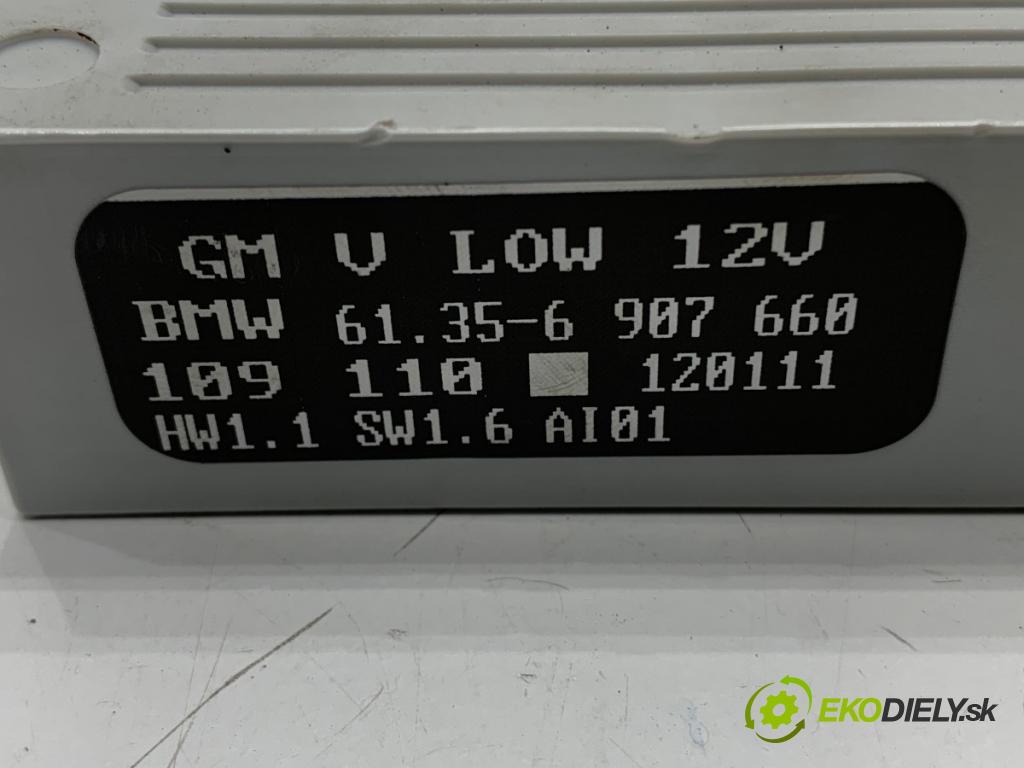 GM V LOW 12V
BMW 61.35-6 907 660
109 110 120111
HW1.1 SW1.6 AI01
EKODIELY.sk